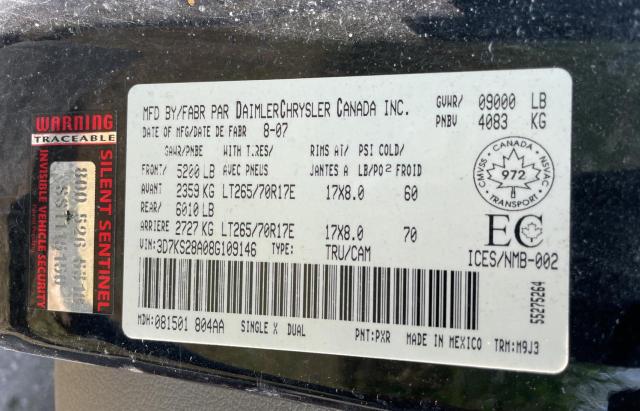 WARNING
TRACEABLE
SILENT SENTINEL
INVISIBLE VEHICLE SECURITY
MFD BY/FABR PAR DAIMLERCHRYSLER CANADA INC.
DATE OF MFG/DATE DE FABR 8-07
GVWR/ 09000 LB
PNBV 4083 KG
GAWR/PNBE WITH T.RES/ RIMS AT/ PSI COLD/
FRONT/ 5200 LB AVEC PNEUS JANTES A LB/PO2 FROID
AVANT 2359 KG LT265/70R17E 17X8.0 60
REAR/ 6010 LB
ARRIERE 2727 KG LT265/70R17E 17X8.0 70
VIN:3D7KS28A08G109146 TYPE: TRU/CAM
MDH:081501 804AA SINGLE X DUAL
PNT:PXR MADE IN MEXICO TRM:M9J3
CMVSS NSVAC
972
TRANSPORT
EC
ICES/NMB-002
55275264